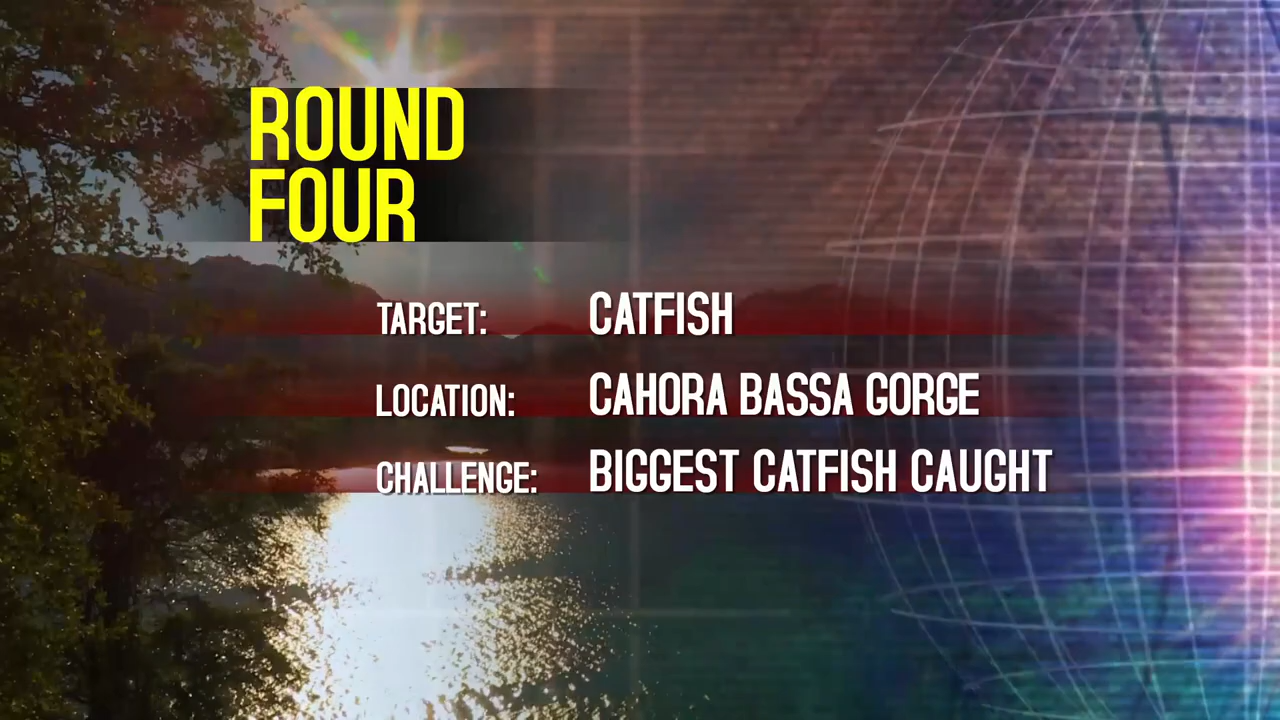 ROUND
FOUR
TARGET: CATFISH
LOCATION: CAHORA BASSA GORGE
CHALLENGE: BIGGEST CATFISH CAUGHT